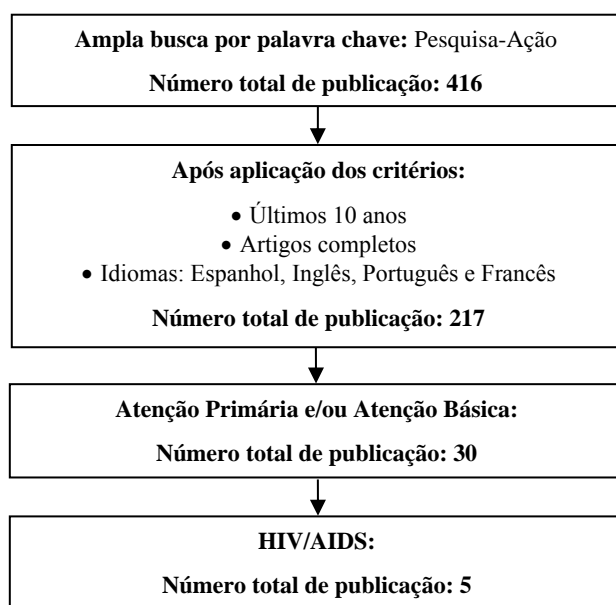 Ampla busca por palavra chave: Pesquisa-Ação
Número total de publicação: 416
Após aplicação dos critérios:
• Últimos 10 anos
• Artigos completos
• Idiomas: Espanhol, Inglês, Português e Francês
Número total de publicação: 217
Atenção Primária e/ou Atenção Básica:
Número total de publicação: 30
HIV/AIDS:
Número total de publicação: 5